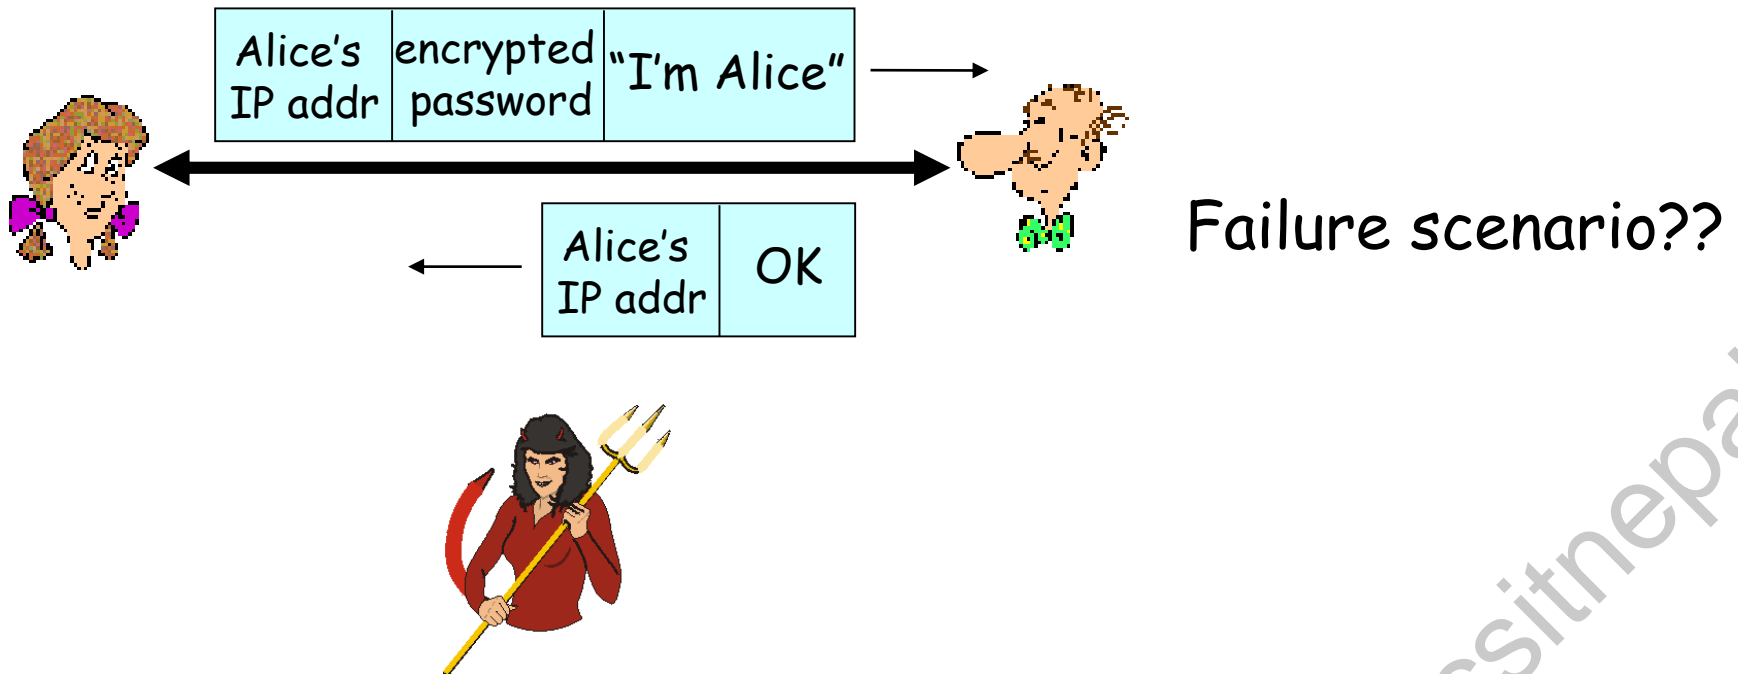 Alice's
IP addr
encrypted
password
“I'm Alice”
Alice's
IP addr
OK
Failure scenario??